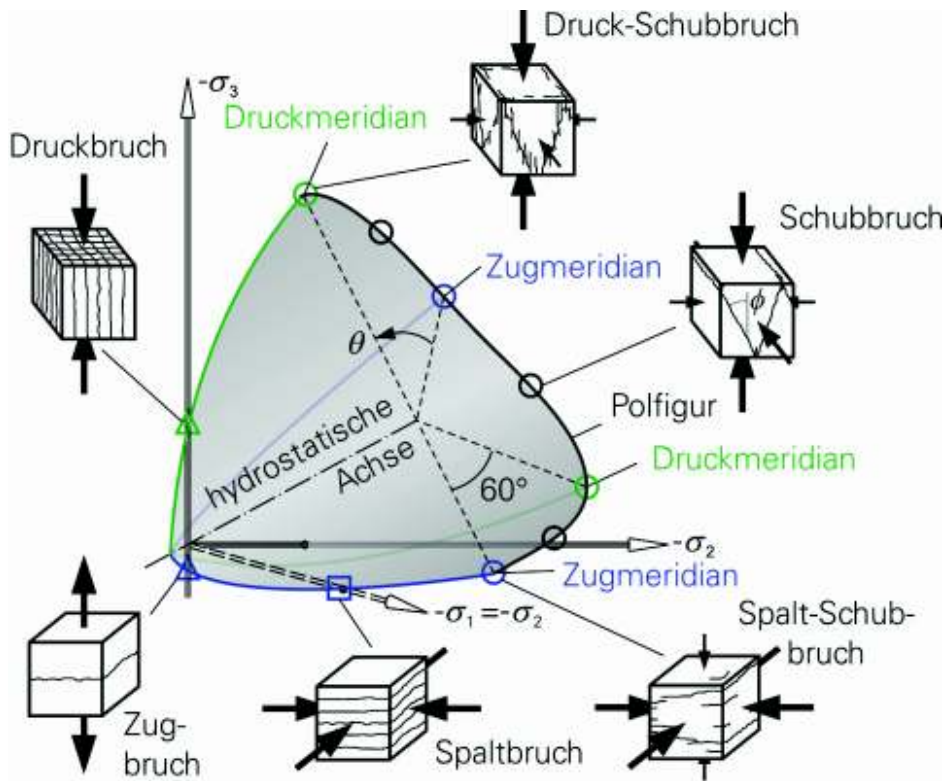 Druck-Schubbruch
-σ3
Druckmeridian
Druckbruch
Schubbruch
Zugmeridian
ϕ
θ
Polfigur
hydrostatische
Achse
Druckmeridian
60°
-σ2
Zugmeridian
-σ1 = -σ2
Spalt-Schub-
bruch
Zug-
bruch
Spaltbruch